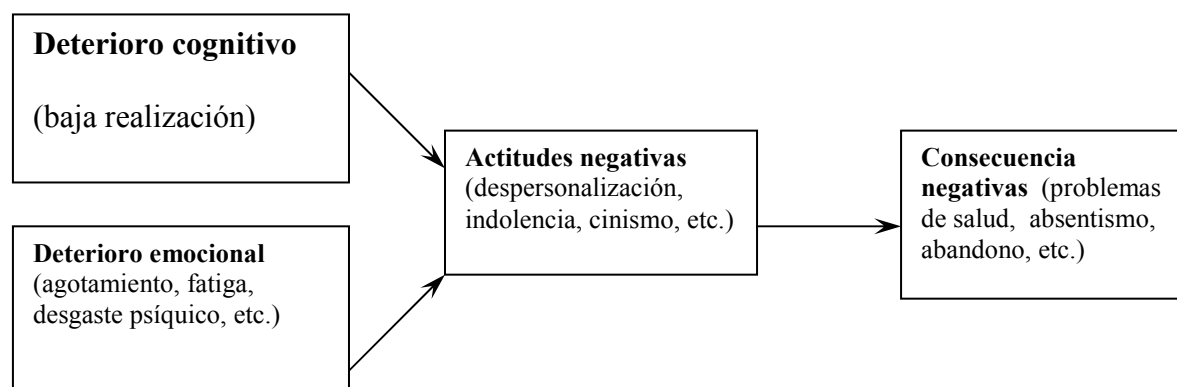 Deterioro cognitivo
(baja realización)
Deterioro emocional
(agotamiento, fatiga,
desgaste psíquico, etc.)
Actitudes negativas
(despersonalización,
indolencia, cinismo, etc.)
Consecuencia
negativas (problemas
de salud, absentismo,
abandono, etc.)